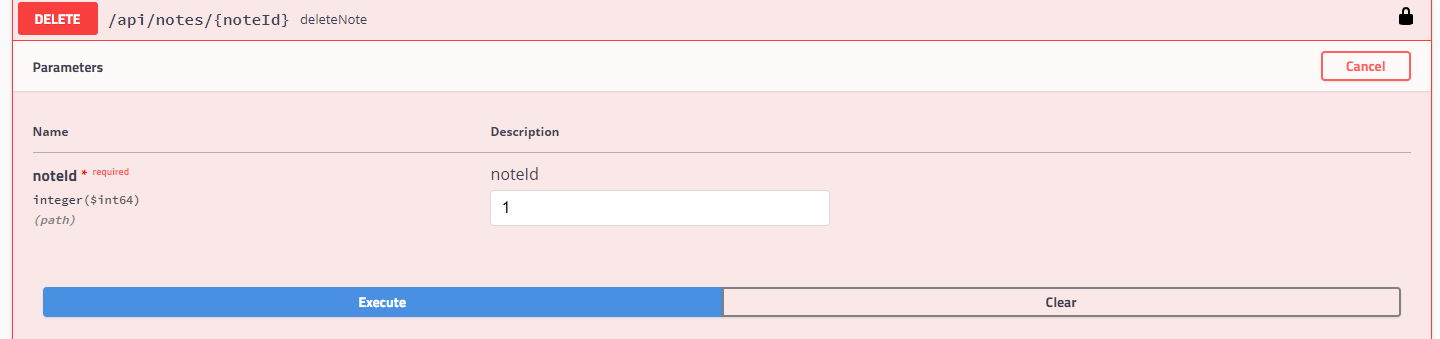 DELETE /api/notes/{noteId} deleteNote
Parameters Cancel
Name Description
noteId * required noteId
integer($int64) 1
(path)
Execute Clear